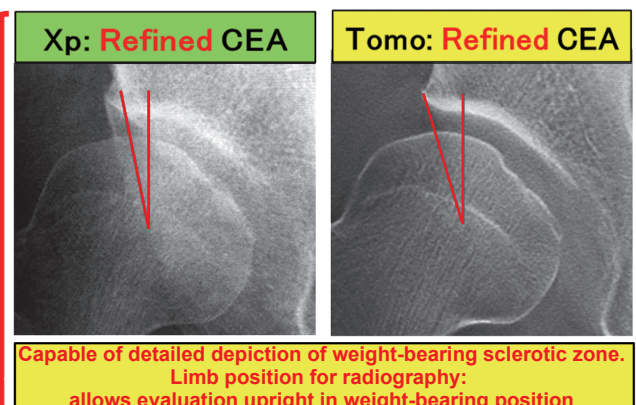 Xp: Refined CEA
Tomo: Refined CEA
Capable of detailed depiction of weight-bearing sclerotic zone.
Limb position for radiography:
allows evaluation upright in weight-bearing position